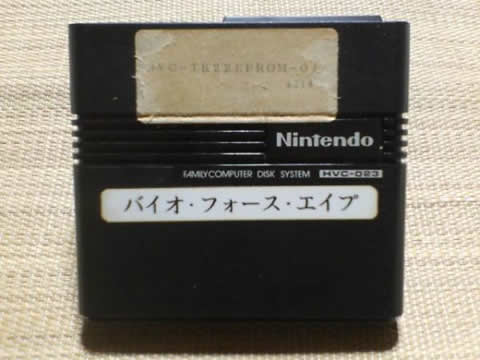 Nintendo
FAMILY COMPUTER DISK SYSTEM HVC-023
バイオ・フォース・エイプ